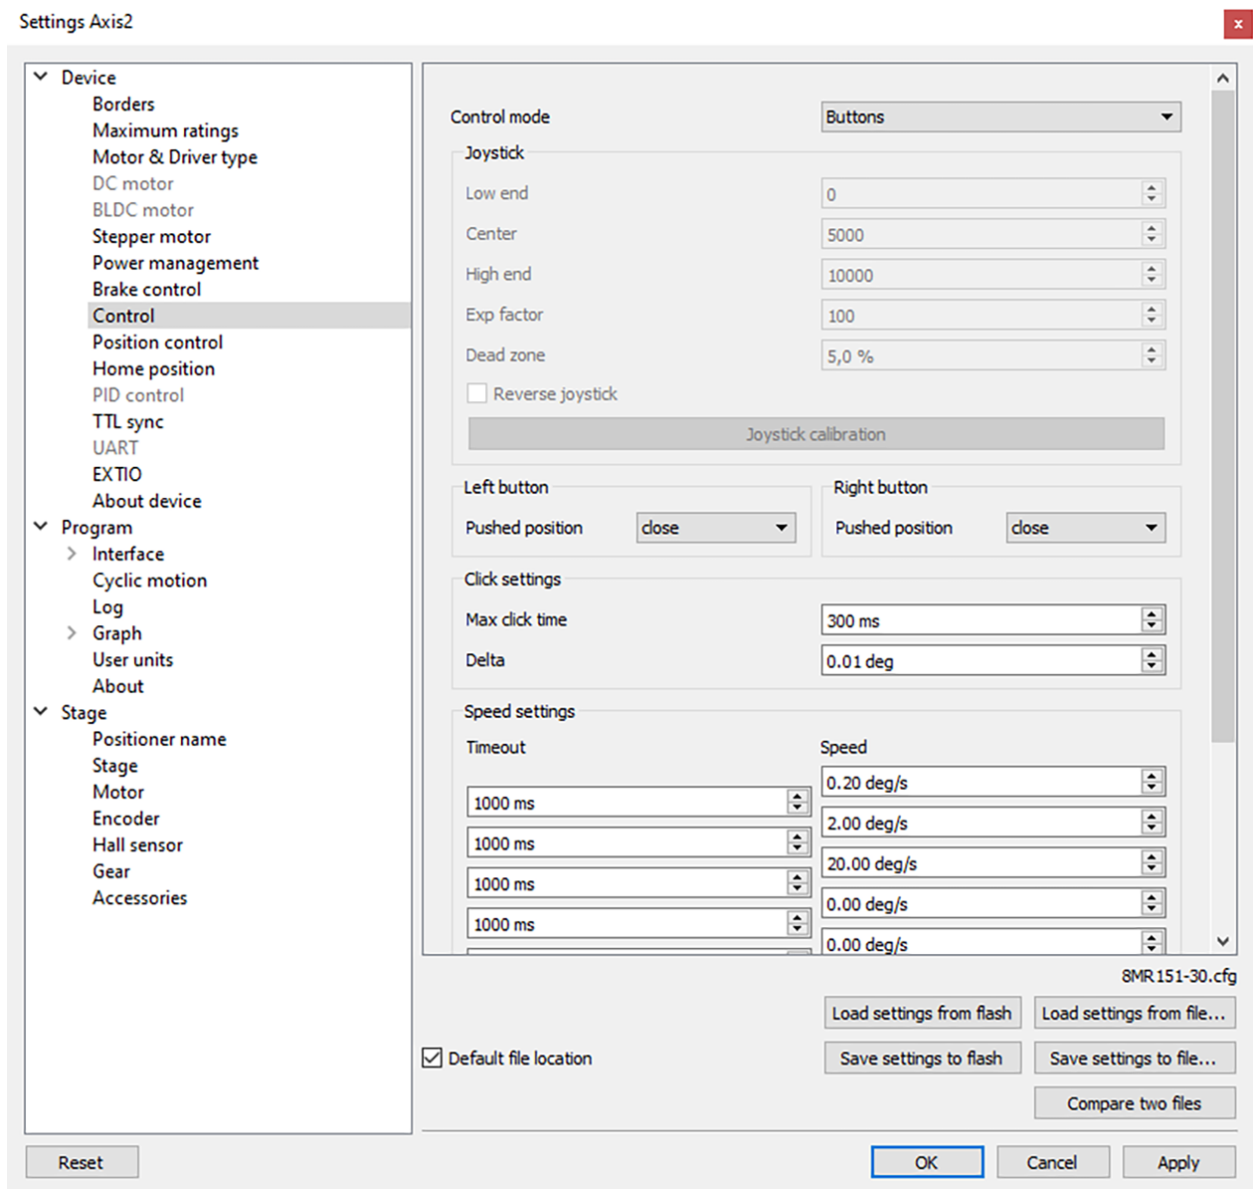 Settings Axis2
x
Device
Borders
Maximum ratings
Motor & Driver type
DC motor
BLDC motor
Stepper motor
Power management
Brake control
Control
Position control
Home position
PID control
TTL sync
UART
EXTIO
About device
Program
Interface
Cyclic motion
Log
Graph
User units
About
Stage
Positioner name
Stage
Motor
Encoder
Hall sensor
Gear
Accessories
Control mode Buttons
Joystick
Low end 0
Center 5000
High end 10000
Exp factor 100
Dead zone 5,0 %
Reverse joystick
Joystick calibration
Left button
Pushed position close
Right button
Pushed position close
Click settings
Max click time 300 ms
Delta 0.01 deg
Speed settings
Timeout Speed
0.20 deg/s
1000 ms
2.00 deg/s
1000 ms
20.00 deg/s
1000 ms
0.00 deg/s
1000 ms
0.00 deg/s
8MR151-30.cfg
Load settings from flash Load settings from file...
Default file location Save settings to flash Save settings to file...
Compare two files
Reset OK Cancel Apply